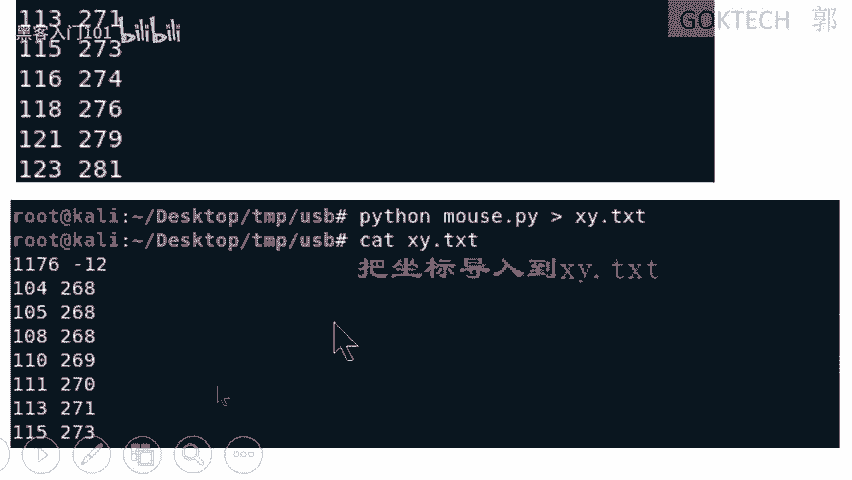 113 271
黑客入门101 bilibili
GOKTECH 郭
115 273
116 274
118 276
121 279
123 281
root@kali:~/Desktop/tmp/usb# python mouse.py > xy.txt
root@kali:~/Desktop/tmp/usb# cat xy.txt
1176 -12
把坐标导入到xy.txt
104 268
105 268
108 268
110 269
111 270
113 271
115 273